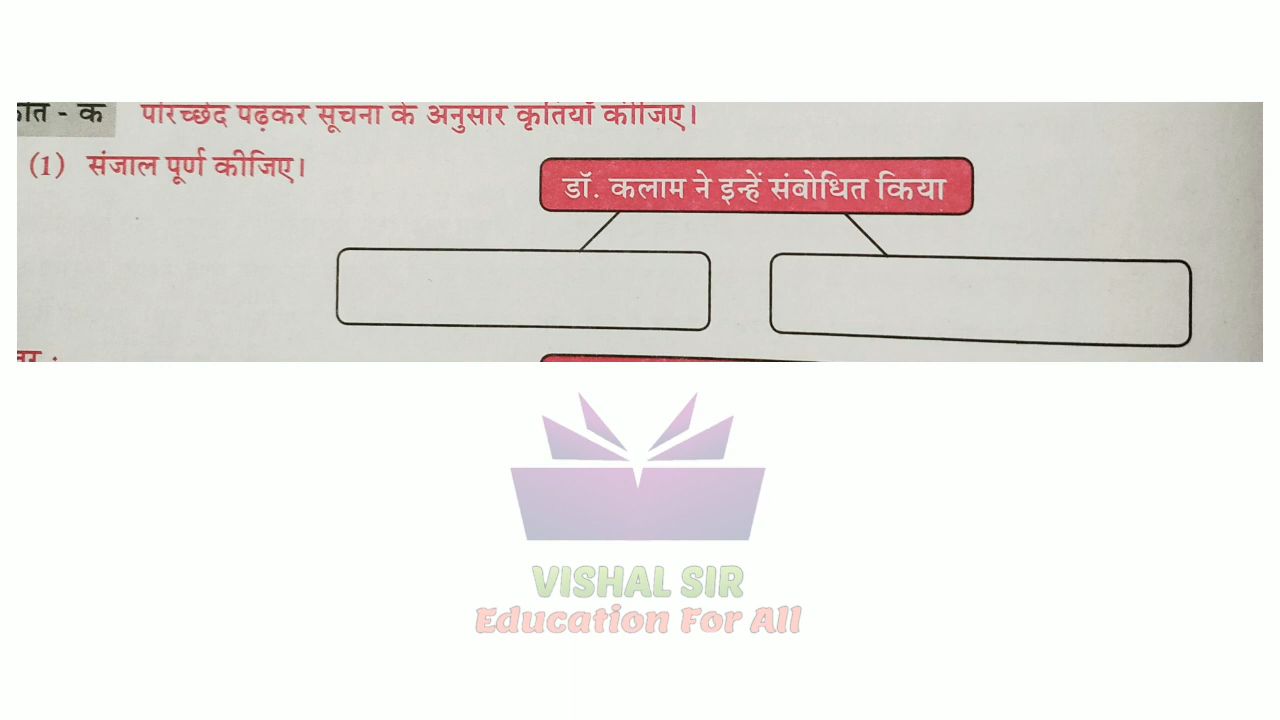 कृति - क परिच्छेद पढ़कर सूचना के अनुसार कृतियाँ कीजिए।
(1) संजाल पूर्ण कीजिए।
डॉ. कलाम ने इन्हें संबोधित किया
VISHAL SIR
Education For All